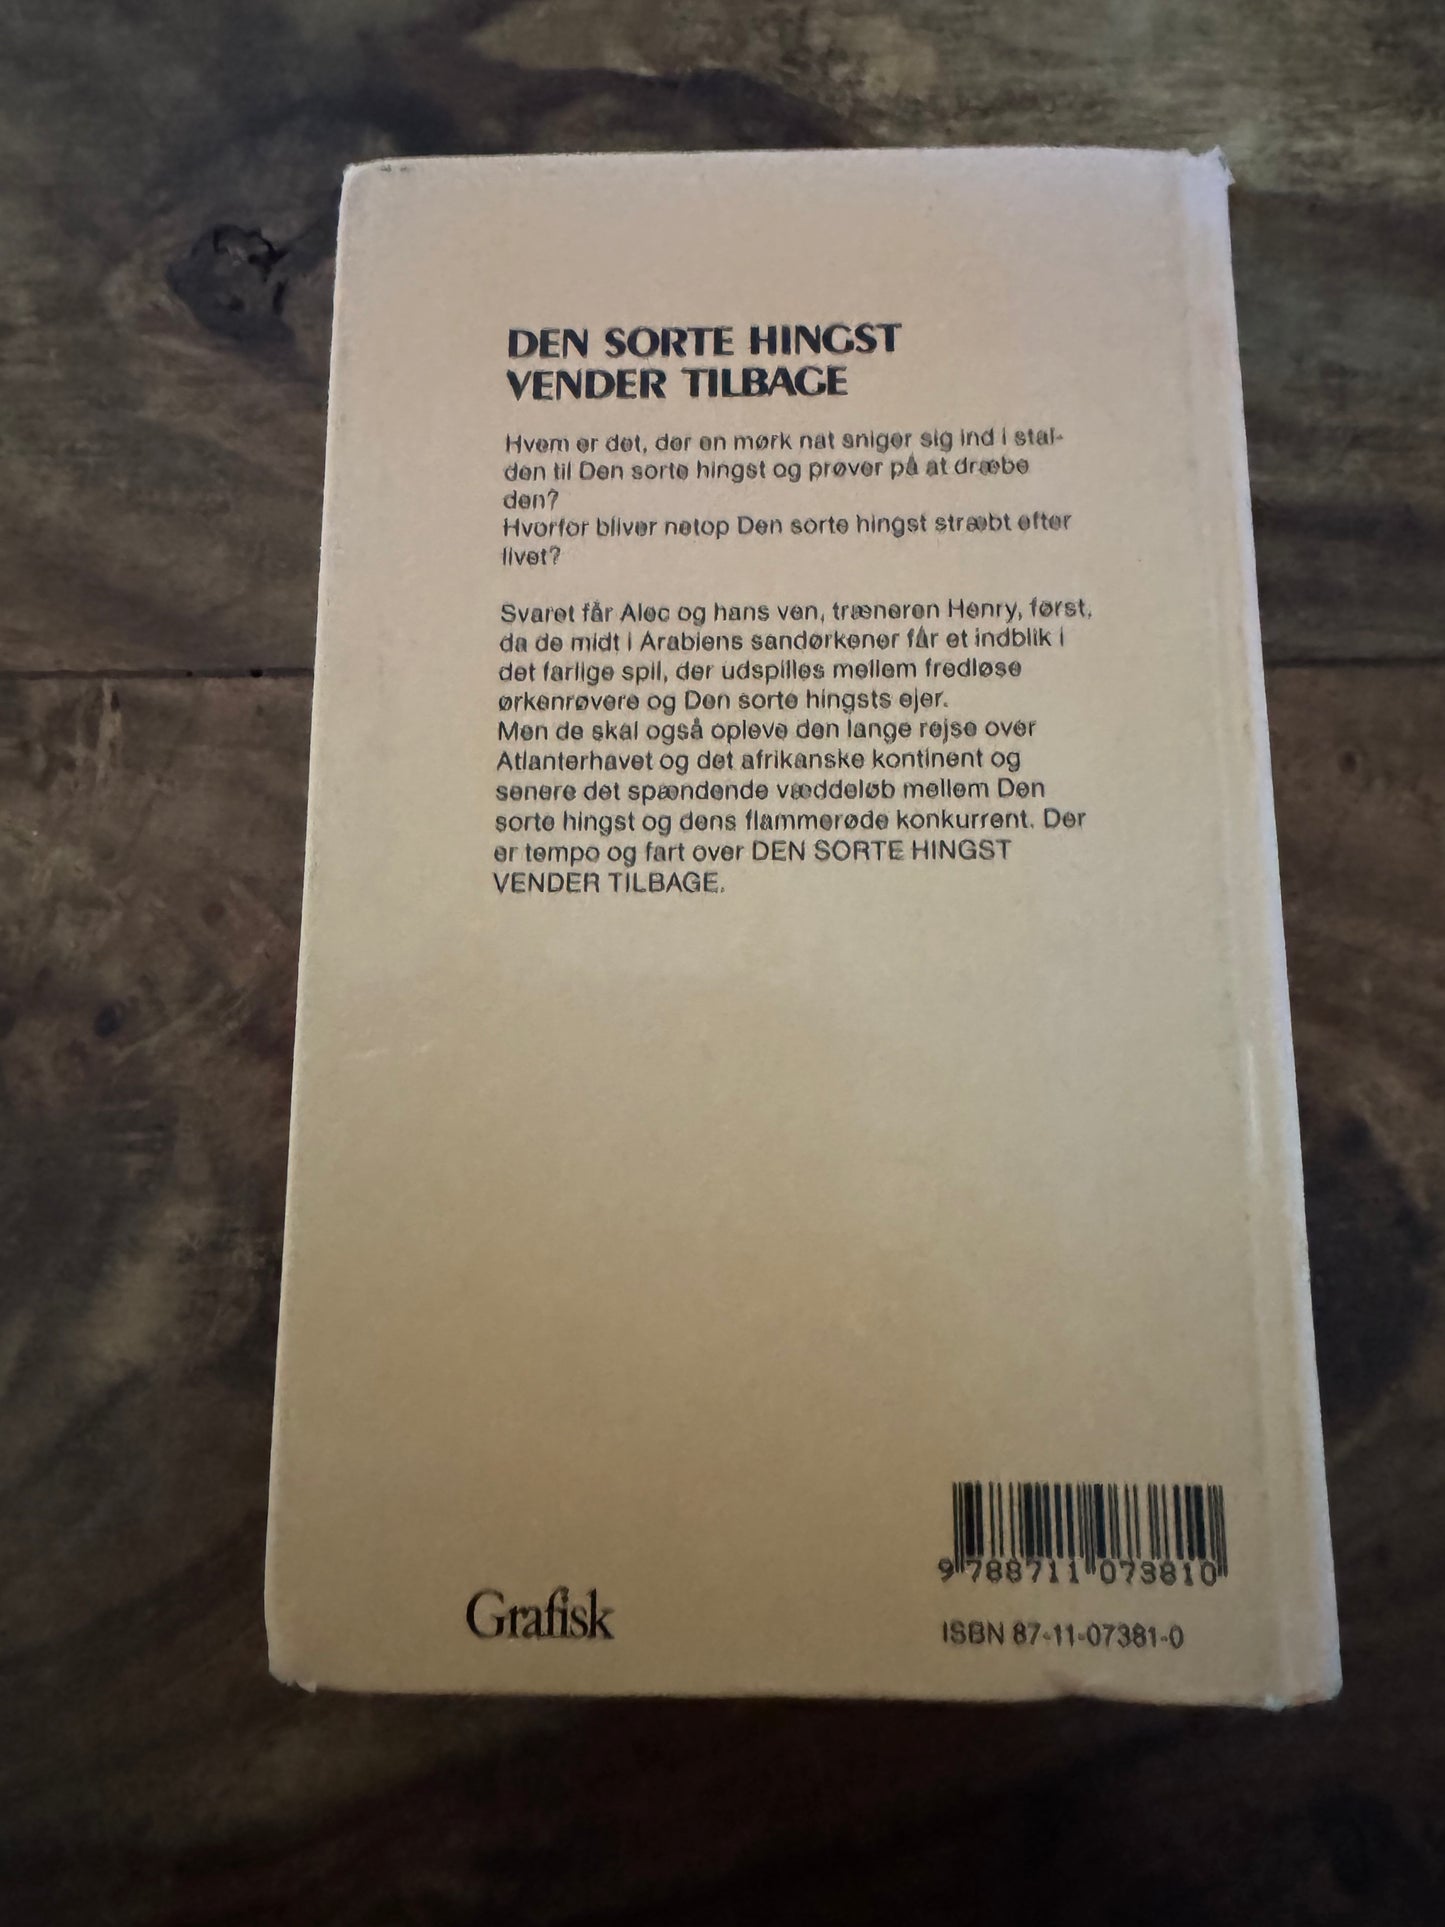 DEN SORTE HINGST
VENDER TILBAGE
Hvem er det, der en mørk nat sniger sig ind i stal-
den til Den sorte hingst og prøver på at dræbe
den?
Hvorfor bliver netop Den sorte hingst stræbt efter
livet?
Svaret får Alec og hans ven, træneren Henry, først,
da de midt i Arabiens sandørkener får et indblik i
det farlige spil, der udspilles mellem fredløse
ørkenrøvere og Den sorte hingsts ejer.
Men de skal også opleve den lange rejse over
Atlanterhavet og det afrikanske kontinent og
senere det spændende væddeløb mellem Den
sorte hingst og dens flammerøde konkurrent. Der
er tempo og fart over DEN SORTE HINGST
VENDER TILBAGE.
9 788711 073810
Grafisk
ISBN 87-11-07381-0